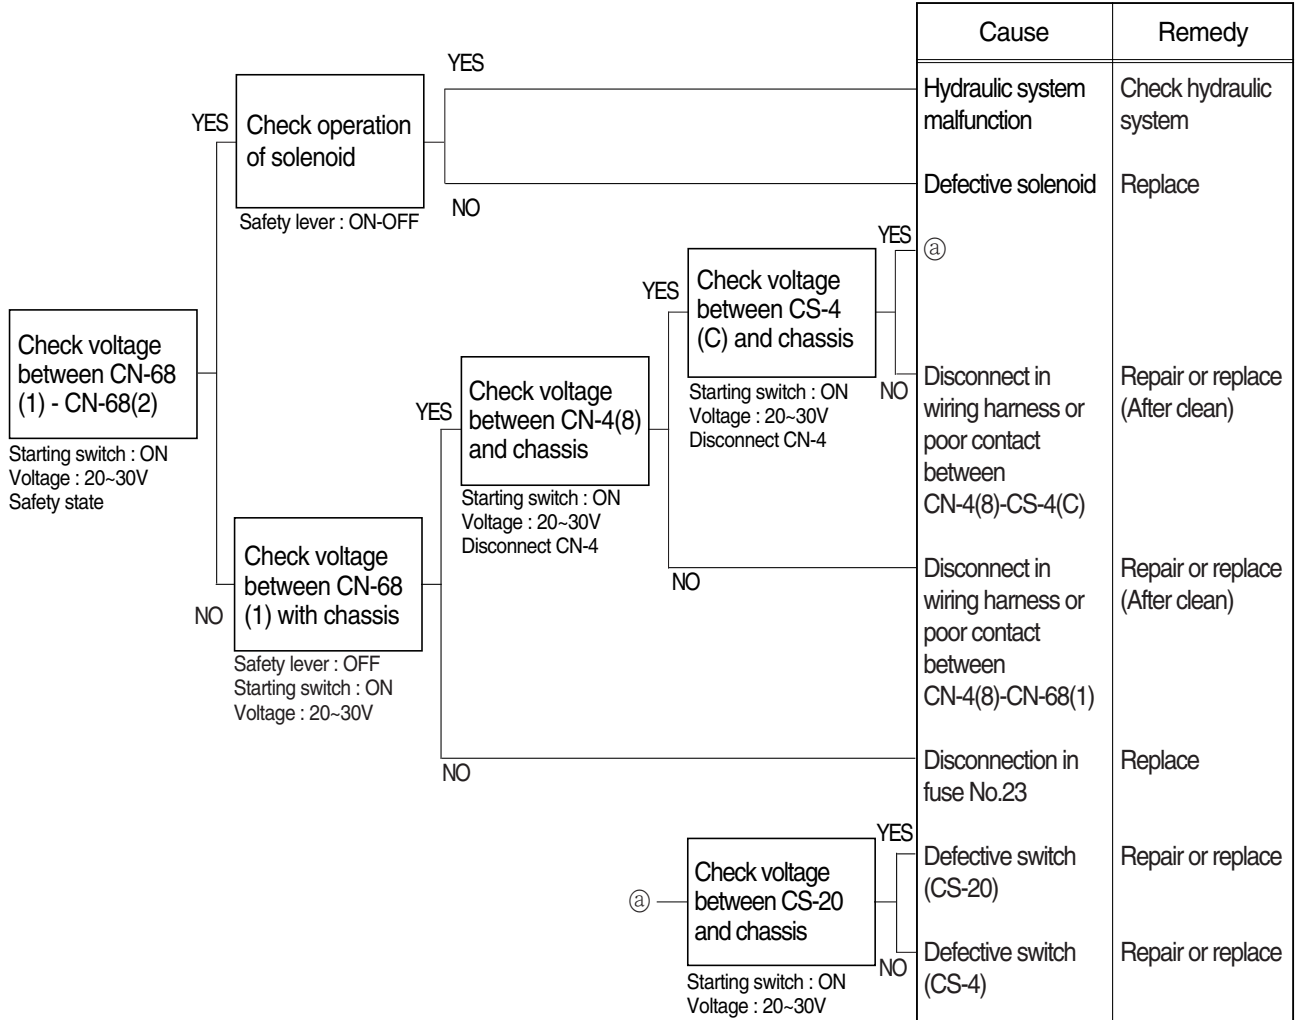 Cause
Remedy
YES
Hydraulic system
malfunction
Check hydraulic
system
YES
Check operation
of solenoid
Defective solenoid
Replace
NO
Safety lever : ON-OFF
YES
ⓐ
Check voltage
between CS-4
(C) and chassis
YES
Check voltage
between CN-68
(1) - CN-68(2)
Starting switch : ON
Voltage : 20~30V
Safety state
Check voltage
between CN-4(8)
and chassis
YES
Starting switch : ON
Voltage : 20~30V
Disconnect CN-4
NO
Disconnect in
wiring harness or
poor contact
between
CN-4(8)-CS-4(C)
Repair or replace
(After clean)
Starting switch : ON
Voltage : 20~30V
Disconnect CN-4
Check voltage
between CN-68
(1) with chassis
NO
NO
Disconnect in
wiring harness or
poor contact
between
CN-4(8)-CN-68(1)
Repair or replace
(After clean)
Safety lever : OFF
Starting switch : ON
Voltage : 20~30V
NO
Disconnection in
fuse No.23
Replace
YES
ⓐ
Check voltage
between CS-20
and chassis
Defective switch
(CS-20)
Repair or replace
NO
Defective switch
(CS-4)
Repair or replace
Starting switch : ON
Voltage : 20~30V